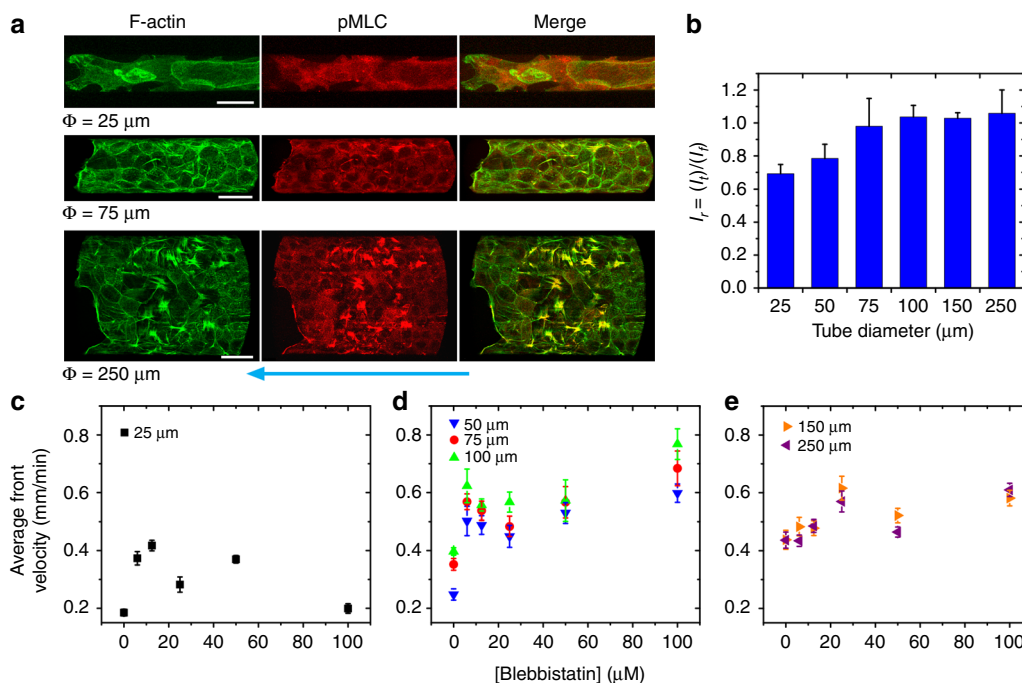 a
F-actin pMLC Merge
Φ = 25 μm
Φ = 75 μm
Φ = 250 μm
b
I_r = ⟨I_t⟩/⟨I_f⟩
1.2
1.0
0.8
0.6
0.4
0.2
0.0
25 50 75 100 150 250
Tube diameter (μm)
c
Average front
velocity (mm/min)
25 μm
0.8
0.6
0.4
0.2
0 20 40 60 80 100
d
50 μm
75 μm
100 μm
0.8
0.6
0.4
0.2
0 20 40 60 80 100
[Blebbistatin] (μM)
e
150 μm
250 μm
0.8
0.6
0.4
0.2
0 20 40 60 80 100